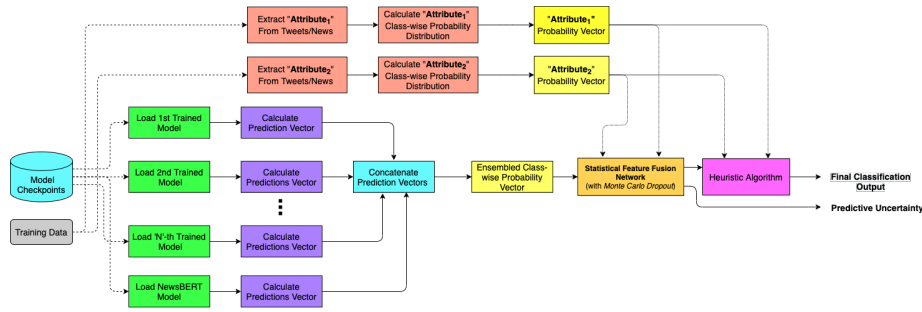 Extract "Attribute1"
From Tweets/News
Calculate "Attribute1"
Class-wise Probability
Distribution
"Attribute1"
Probability Vector
Extract "Attribute2"
From Tweets/News
Calculate "Attribute2"
Class-wise Probability
Distribution
"Attribute2"
Probability Vector
Load 1st Trained
Model
Calculate
Prediction Vector
Model
Checkpoints
Load 2nd Trained
Model
Calculate
Predictions Vector
Concatenate
Prediction Vectors
Ensembled Class-
wise Probability
Vector
Statistical Feature Fusion
Network
(with Monte Carlo Dropout)
Heuristic Algorithm
Final Classification
Output
Predictive Uncertainty
Training Data
Load 'N'-th Trained
Model
Calculate
Predictions Vector
Load NewsBERT
Model
Calculate
Predictions Vector